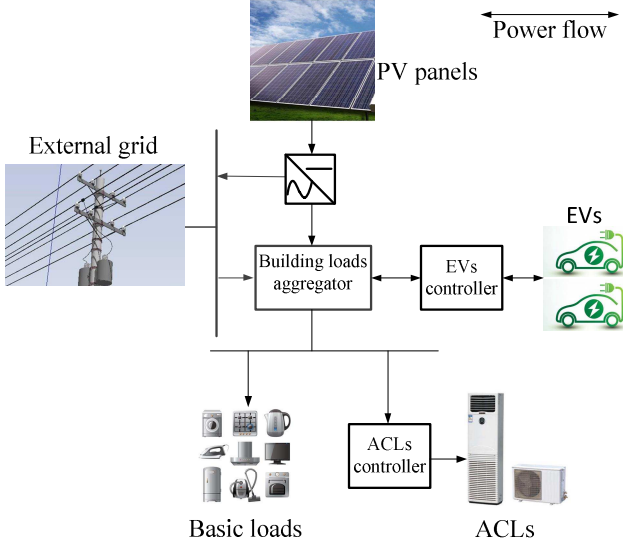 Power flow
PV panels
External grid
EVs
Building loads
aggregator
EVs
controller
ACLs
controller
Basic loads
ACLs